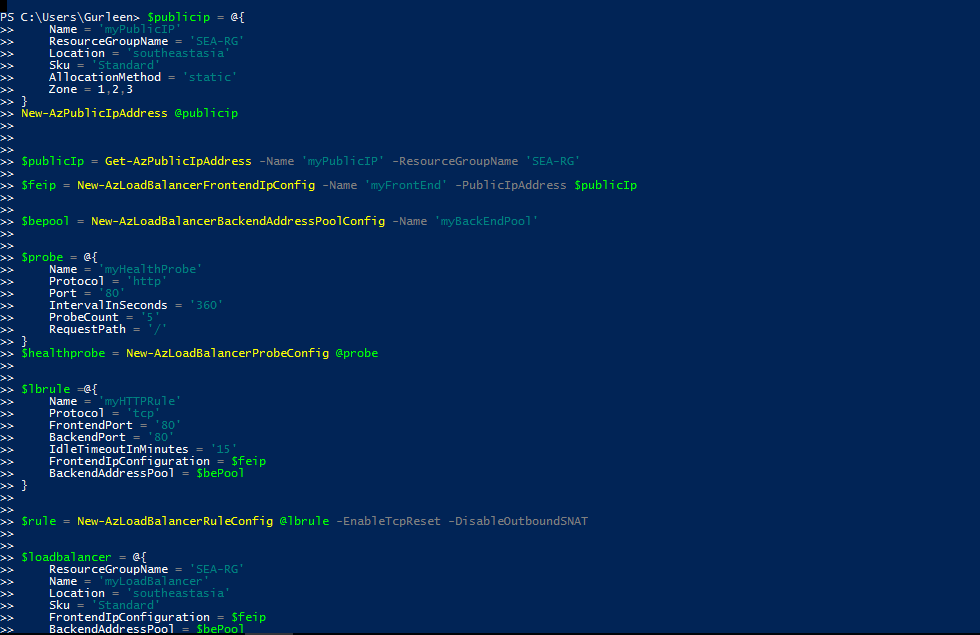 PS C:\Users\Gurleen> $publicip = @{
>>     Name = 'myPublicIP'
>>     ResourceGroupName = 'SEA-RG'
>>     Location = 'southeastasia'
>>     Sku = 'Standard'
>>     AllocationMethod = 'static'
>>     Zone = 1,2,3
>> }
>> New-AzPublicIpAddress @publicip
>>
>>
>>
>> $publicIp = Get-AzPublicIpAddress -Name 'myPublicIP' -ResourceGroupName 'SEA-RG'
>>
>> $feip = New-AzLoadBalancerFrontendIpConfig -Name 'myFrontEnd' -PublicIpAddress $publicIp
>>
>>
>> $bepool = New-AzLoadBalancerBackendAddressPoolConfig -Name 'myBackEndPool'
>>
>>
>> $probe = @{
>>     Name = 'myHealthProbe'
>>     Protocol = 'http'
>>     Port = '80'
>>     IntervalInSeconds = '360'
>>     ProbeCount = '5'
>>     RequestPath = '/'
>> }
>> $healthprobe = New-AzLoadBalancerProbeConfig @probe
>>
>>
>> $lbrule =@{
>>     Name = 'myHTTPRule'
>>     Protocol = 'tcp'
>>     FrontendPort = '80'
>>     BackendPort = '80'
>>     IdleTimeoutInMinutes = '15'
>>     FrontendIpConfiguration = $feip
>>     BackendAddressPool = $bePool
>> }
>>
>>
>> $rule = New-AzLoadBalancerRuleConfig @lbrule -EnableTcpReset -DisableOutboundSNAT
>>
>>
>> $loadbalancer = @{
>>     ResourceGroupName = 'SEA-RG'
>>     Name = 'myLoadBalancer'
>>     Location = 'southeastasia'
>>     Sku = 'Standard'
>>     FrontendIpConfiguration = $feip
>>     BackendAddressPool = $bePool